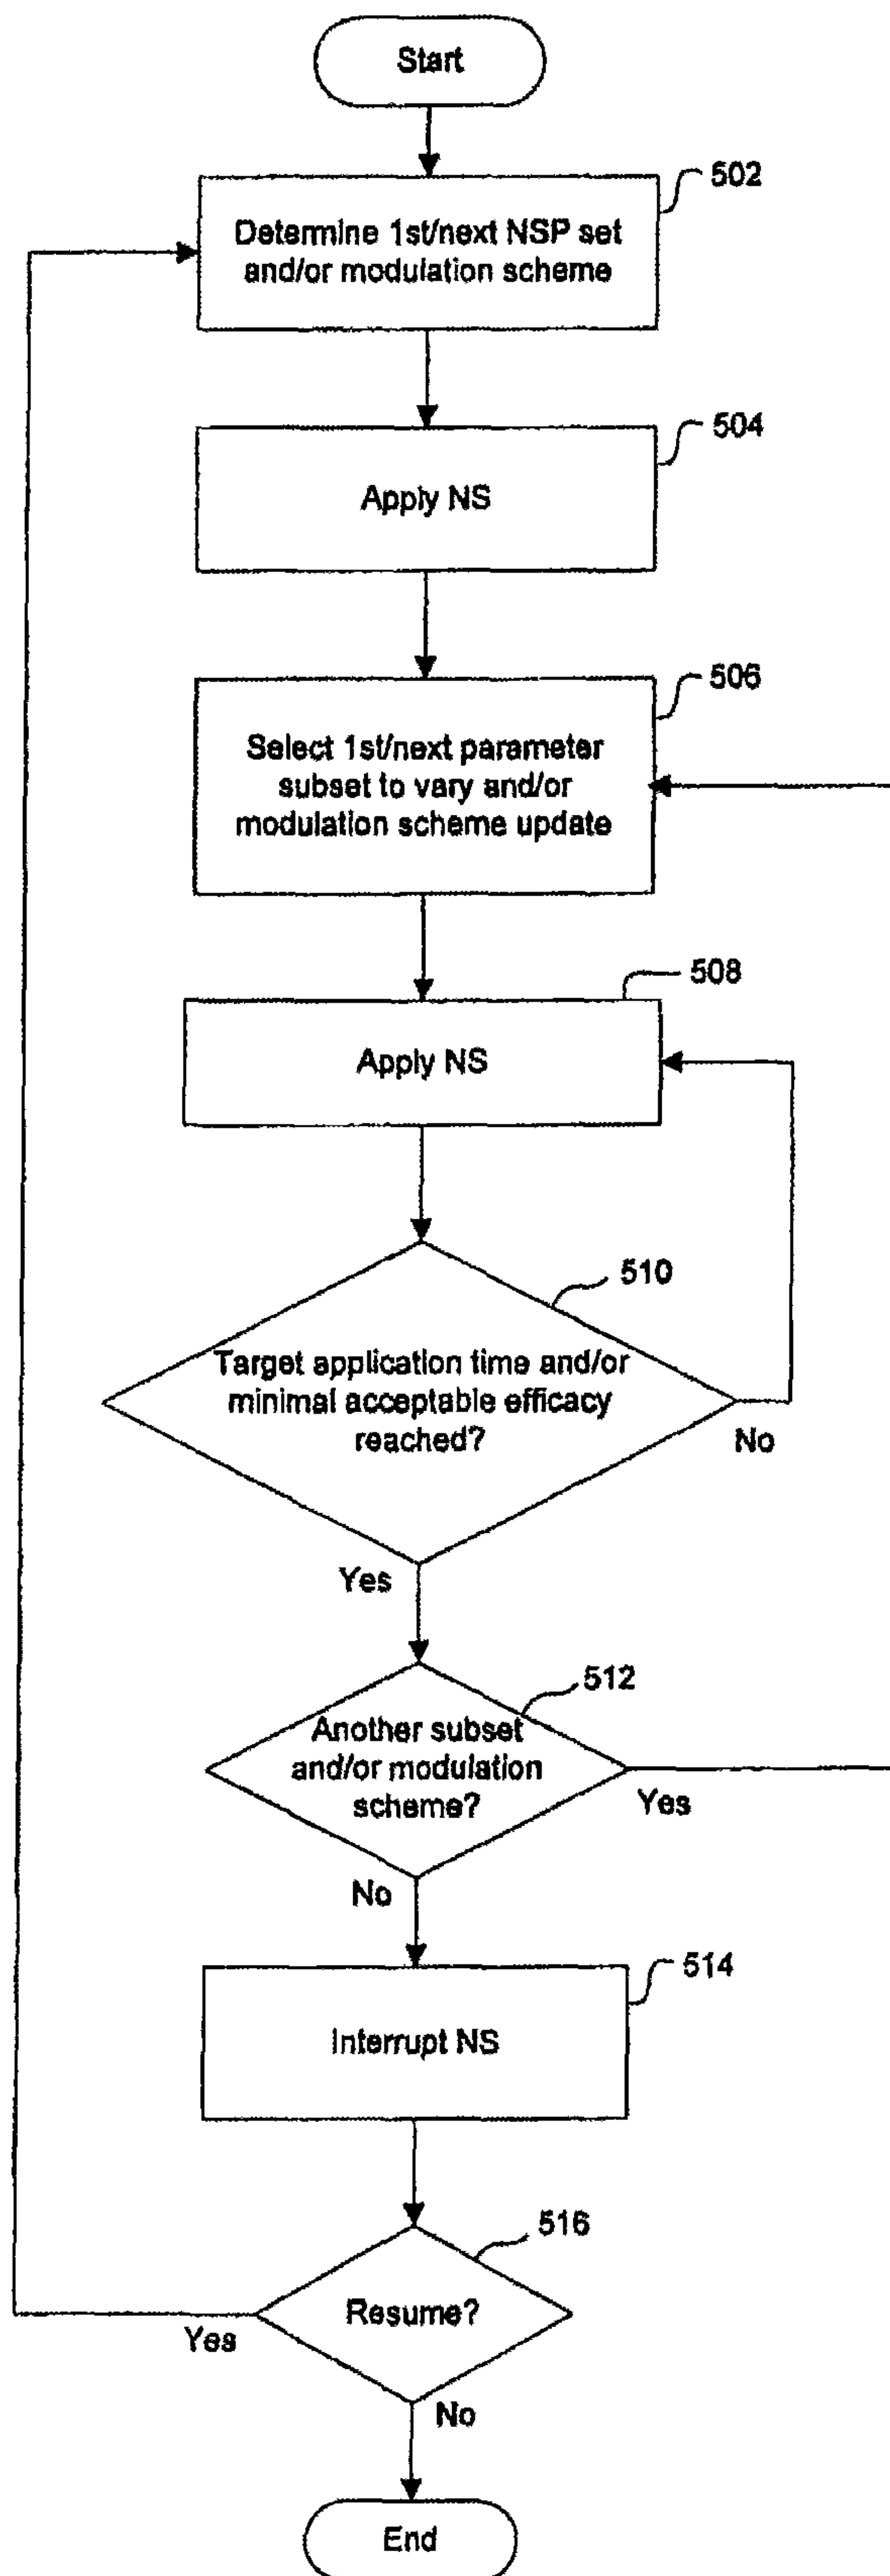 Start
502
Determine 1st/next NSP set
and/or modulation scheme
504
Apply NS
506
Select 1st/next parameter
subset to vary and/or
modulation scheme update
508
Apply NS
510
Target application time and/or
minimal acceptable efficacy
reached?
No
Yes
512
Another subset
and/or modulation
scheme?
Yes
No
514
Interrupt NS
516
Resume?
Yes
No
End